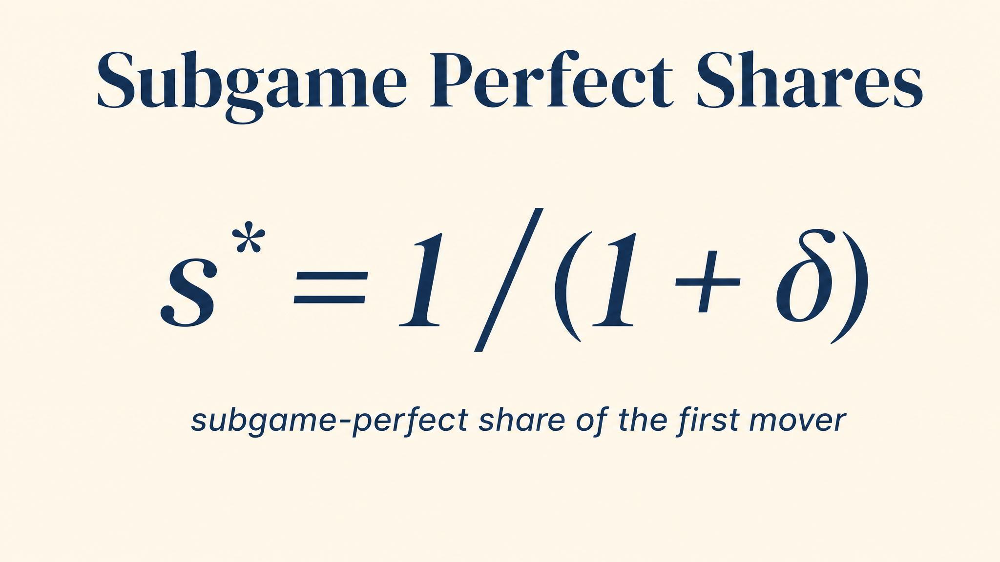 Subgame Perfect Shares
s* = 1/(1 + δ)
subgame-perfect share of the first mover